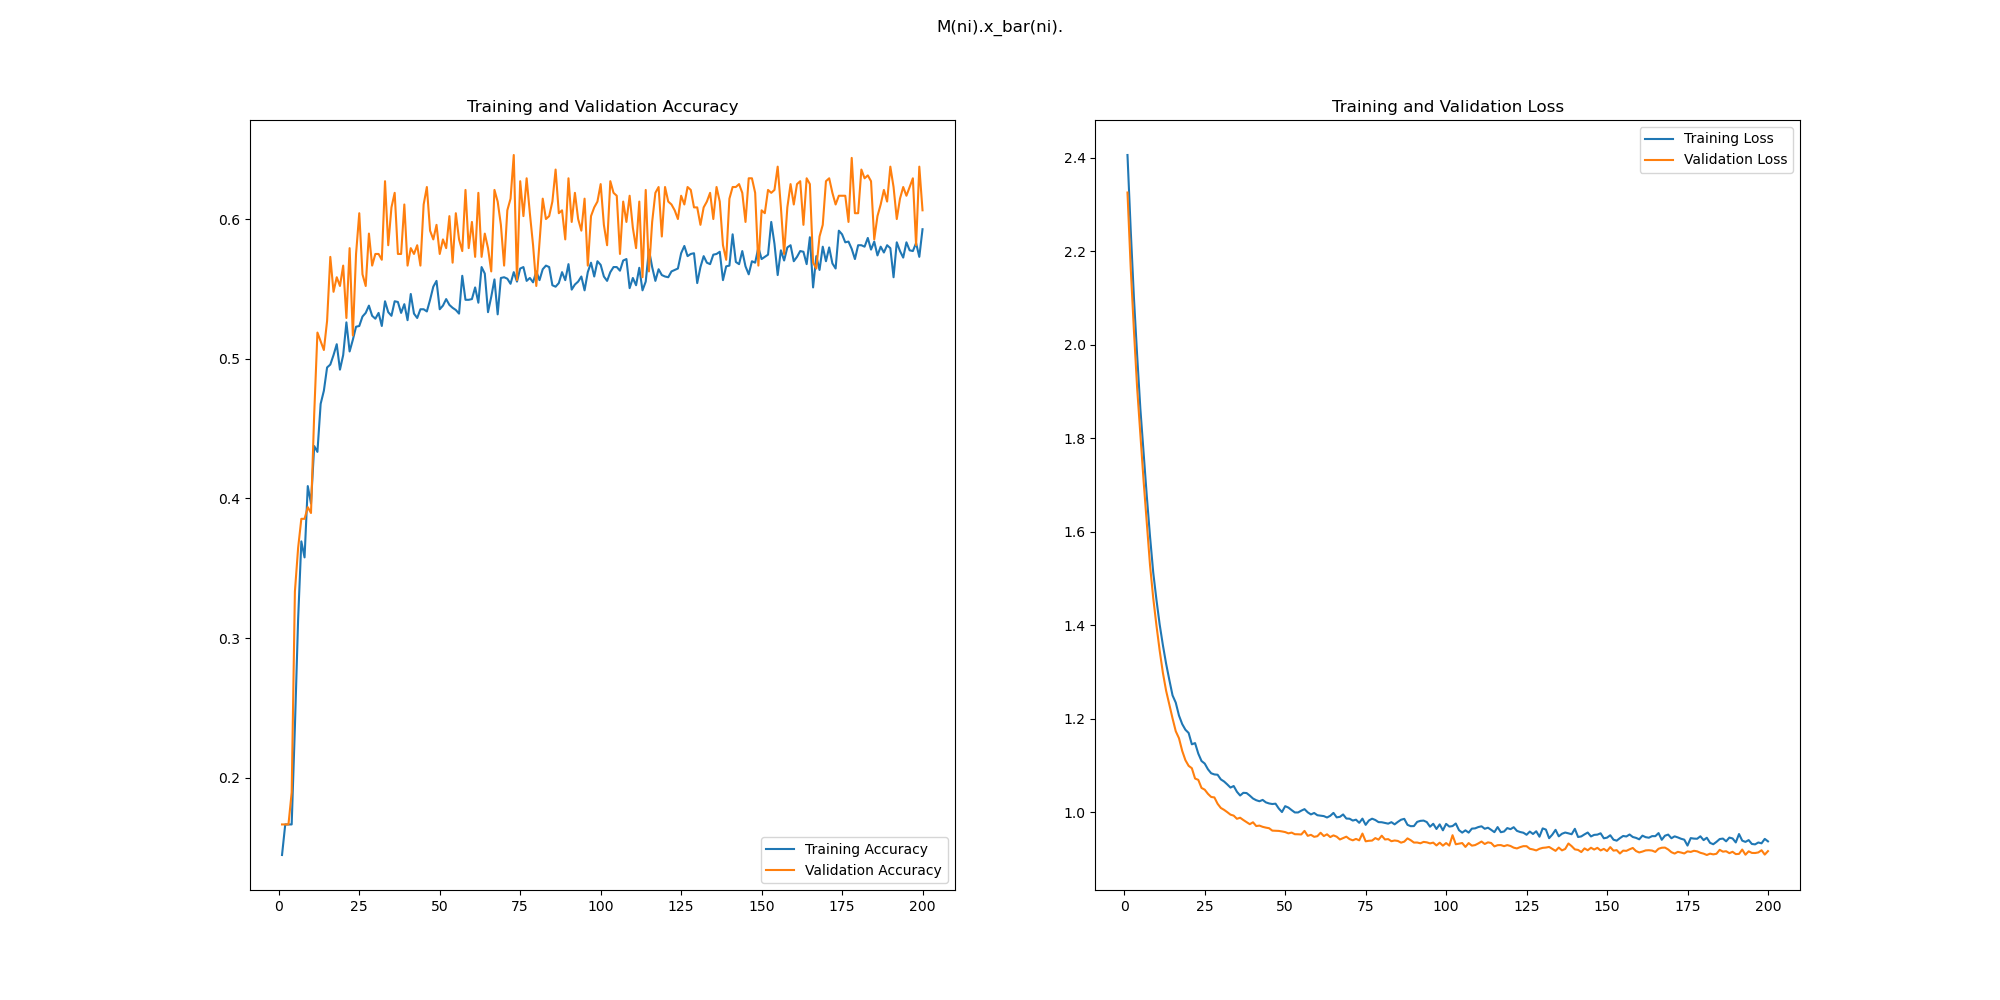 M(ni).x_bar(ni).
Training and Validation Accuracy
0.6
0.5
0.4
0.3
0.2
0 25 50 75 100 125 150 175 200
Training Accuracy
Validation Accuracy
Training and Validation Loss
2.4
2.2
2.0
1.8
1.6
1.4
1.2
1.0
0 25 50 75 100 125 150 175 200
Training Loss
Validation Loss